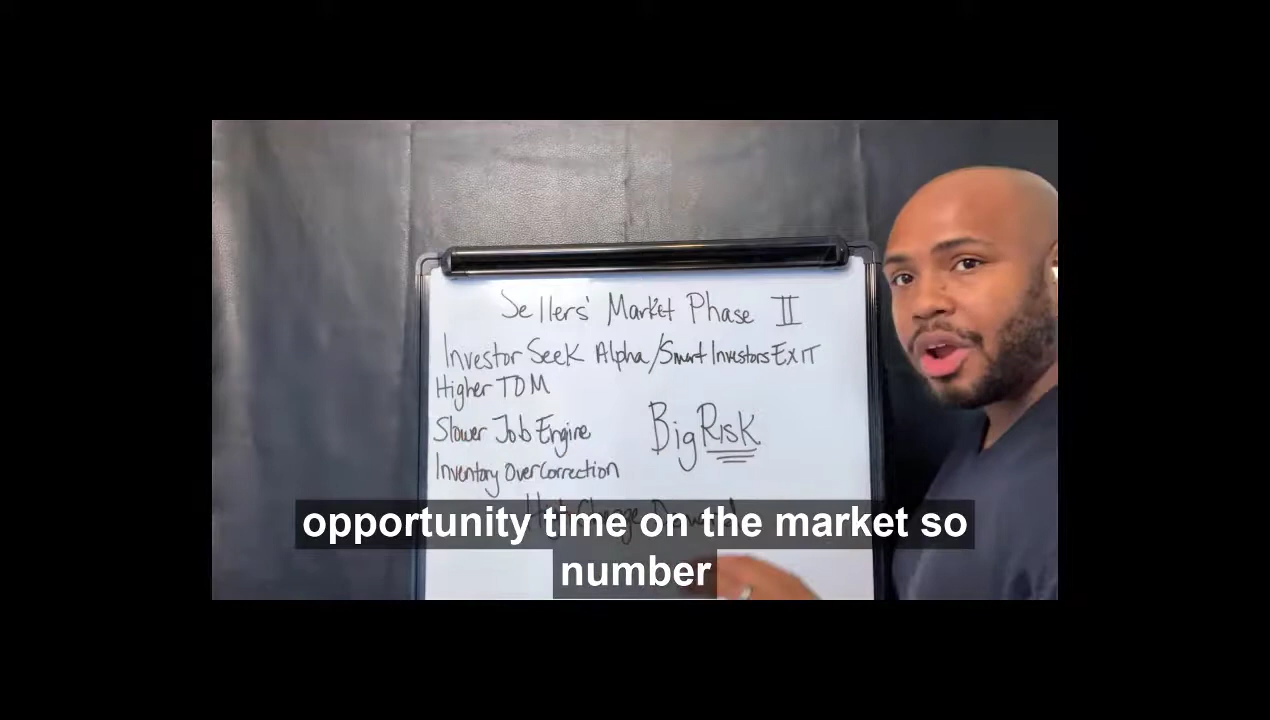 Sellers' Market Phase II
Investor Seek Alpha/Smart Investors EXIT
Higher TOM
Slower Job Engine
Big Risk
Inventory Overcorrection
opportunity time on the market so
number